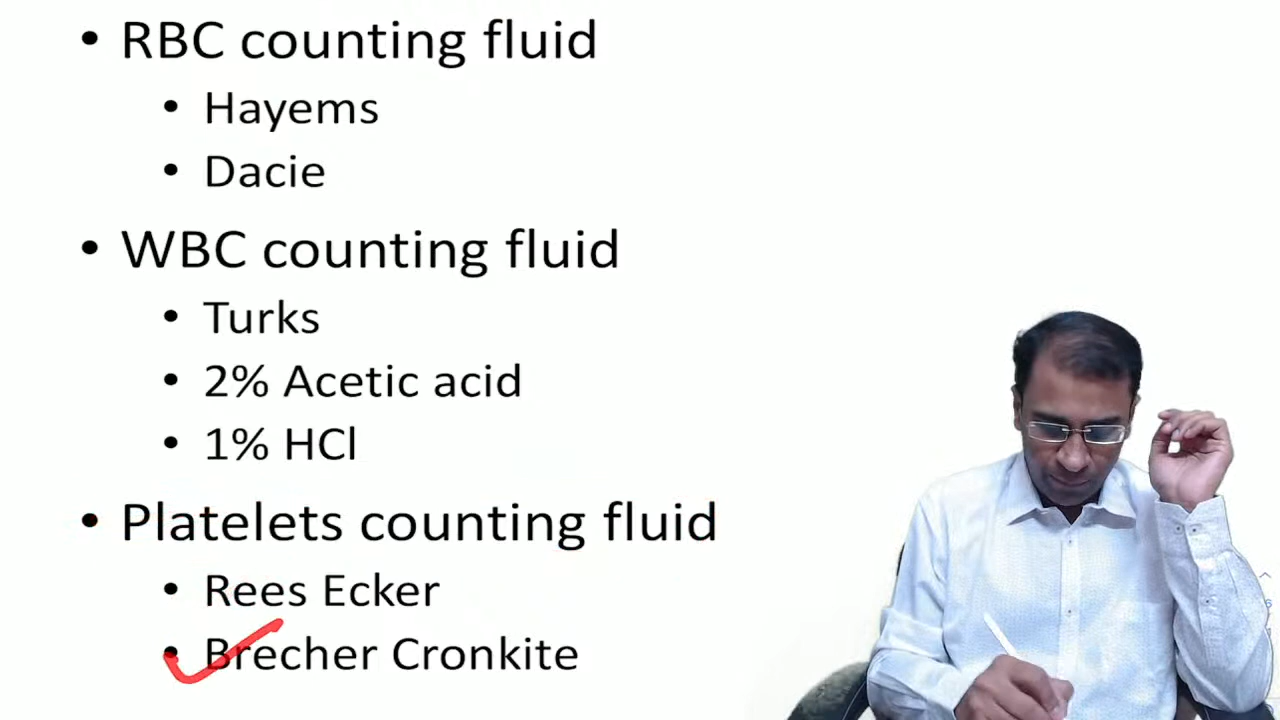 • RBC counting fluid
• Hayems
• Dacie
• WBC counting fluid
• Turks
• 2% Acetic acid
• 1% HCl
• Platelets counting fluid
• Rees Ecker
• Brecher Cronkite